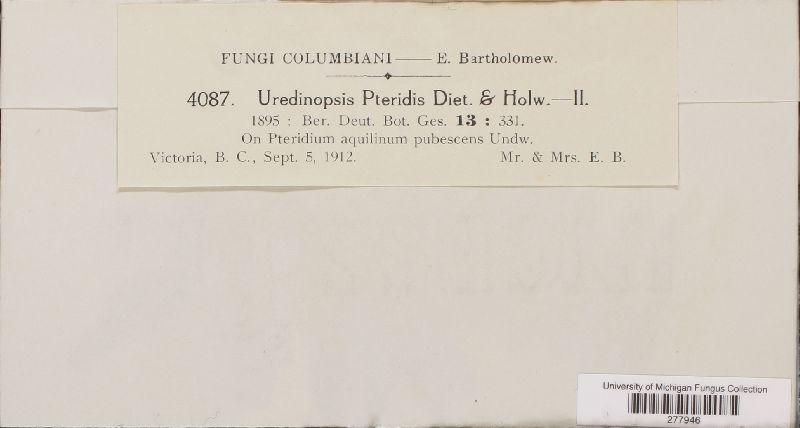 FUNGI COLUMBIANI—— E. Bartholomew.
4087. Uredinopsis Pteridis Diet. & Holw.—II.
1895 : Ber. Deut. Bot. Ges. 13 : 331.
On Pteridium aquilinum pubescens Undw.
Victoria, B. C., Sept. 5, 1912. Mr. & Mrs. E. B.
University of Michigan Fungus Collection
277946